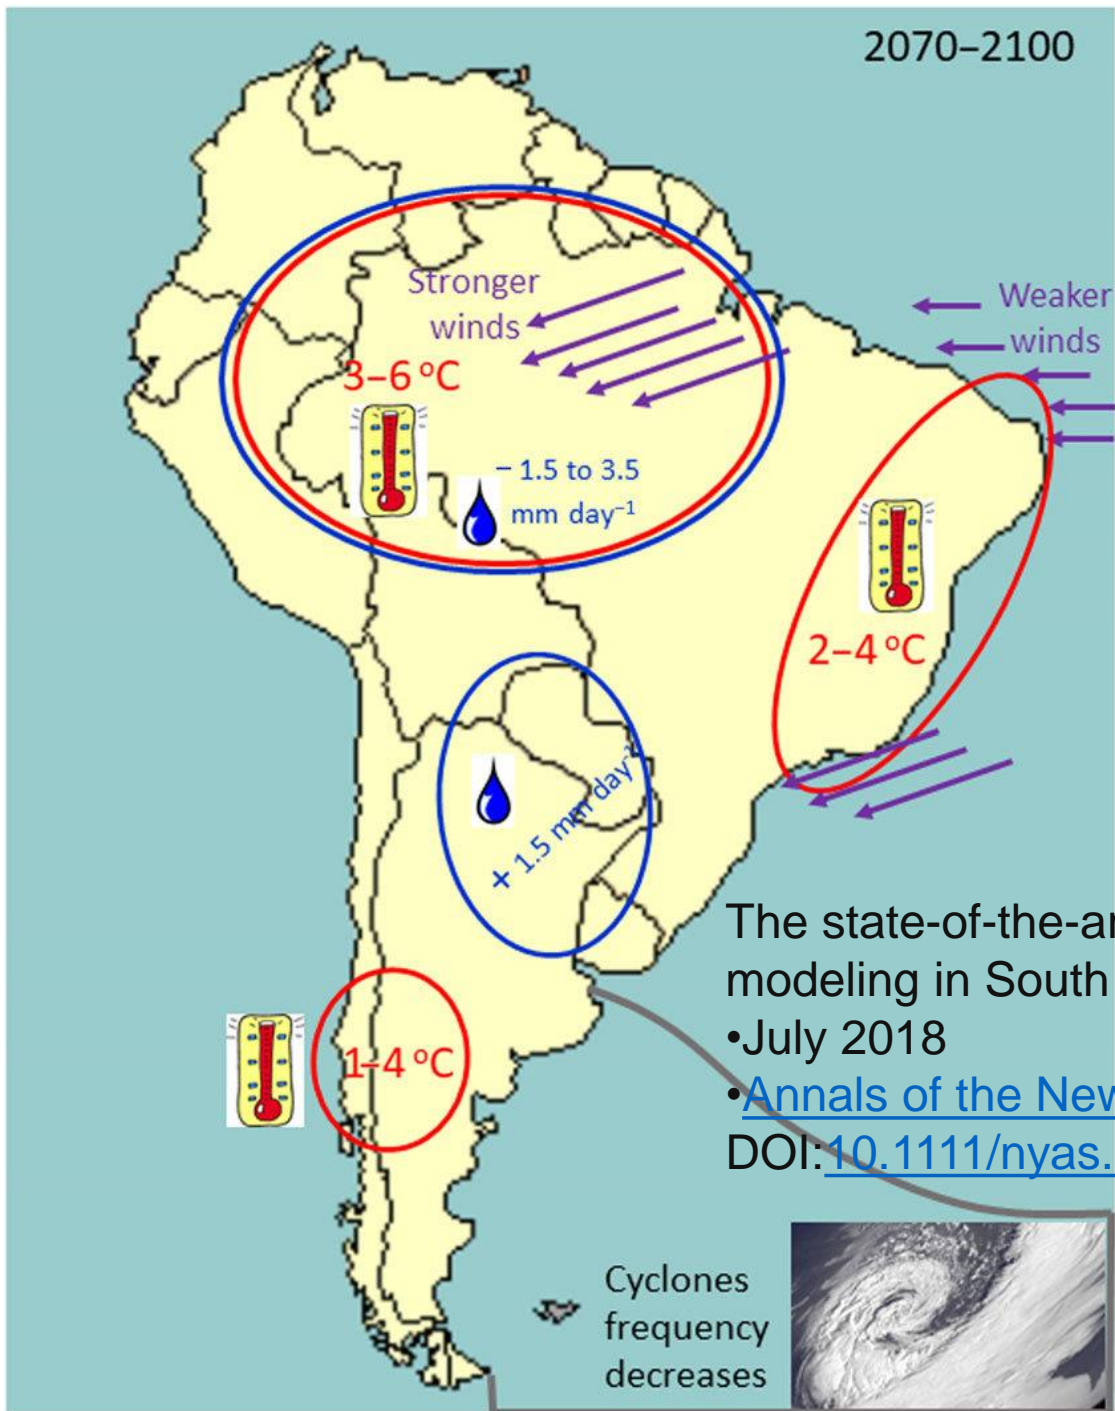 2070–2100
Stronger
winds
Weaker
winds
3–6 °C
– 1.5 to 3.5
mm day⁻¹
2–4 °C
+ 1.5 mm day⁻¹
The state-of-the-ar
modeling in South
•July 2018
•Annals of the New
DOI:10.1111/nyas.
1–4 °C
Cyclones
frequency
decreases